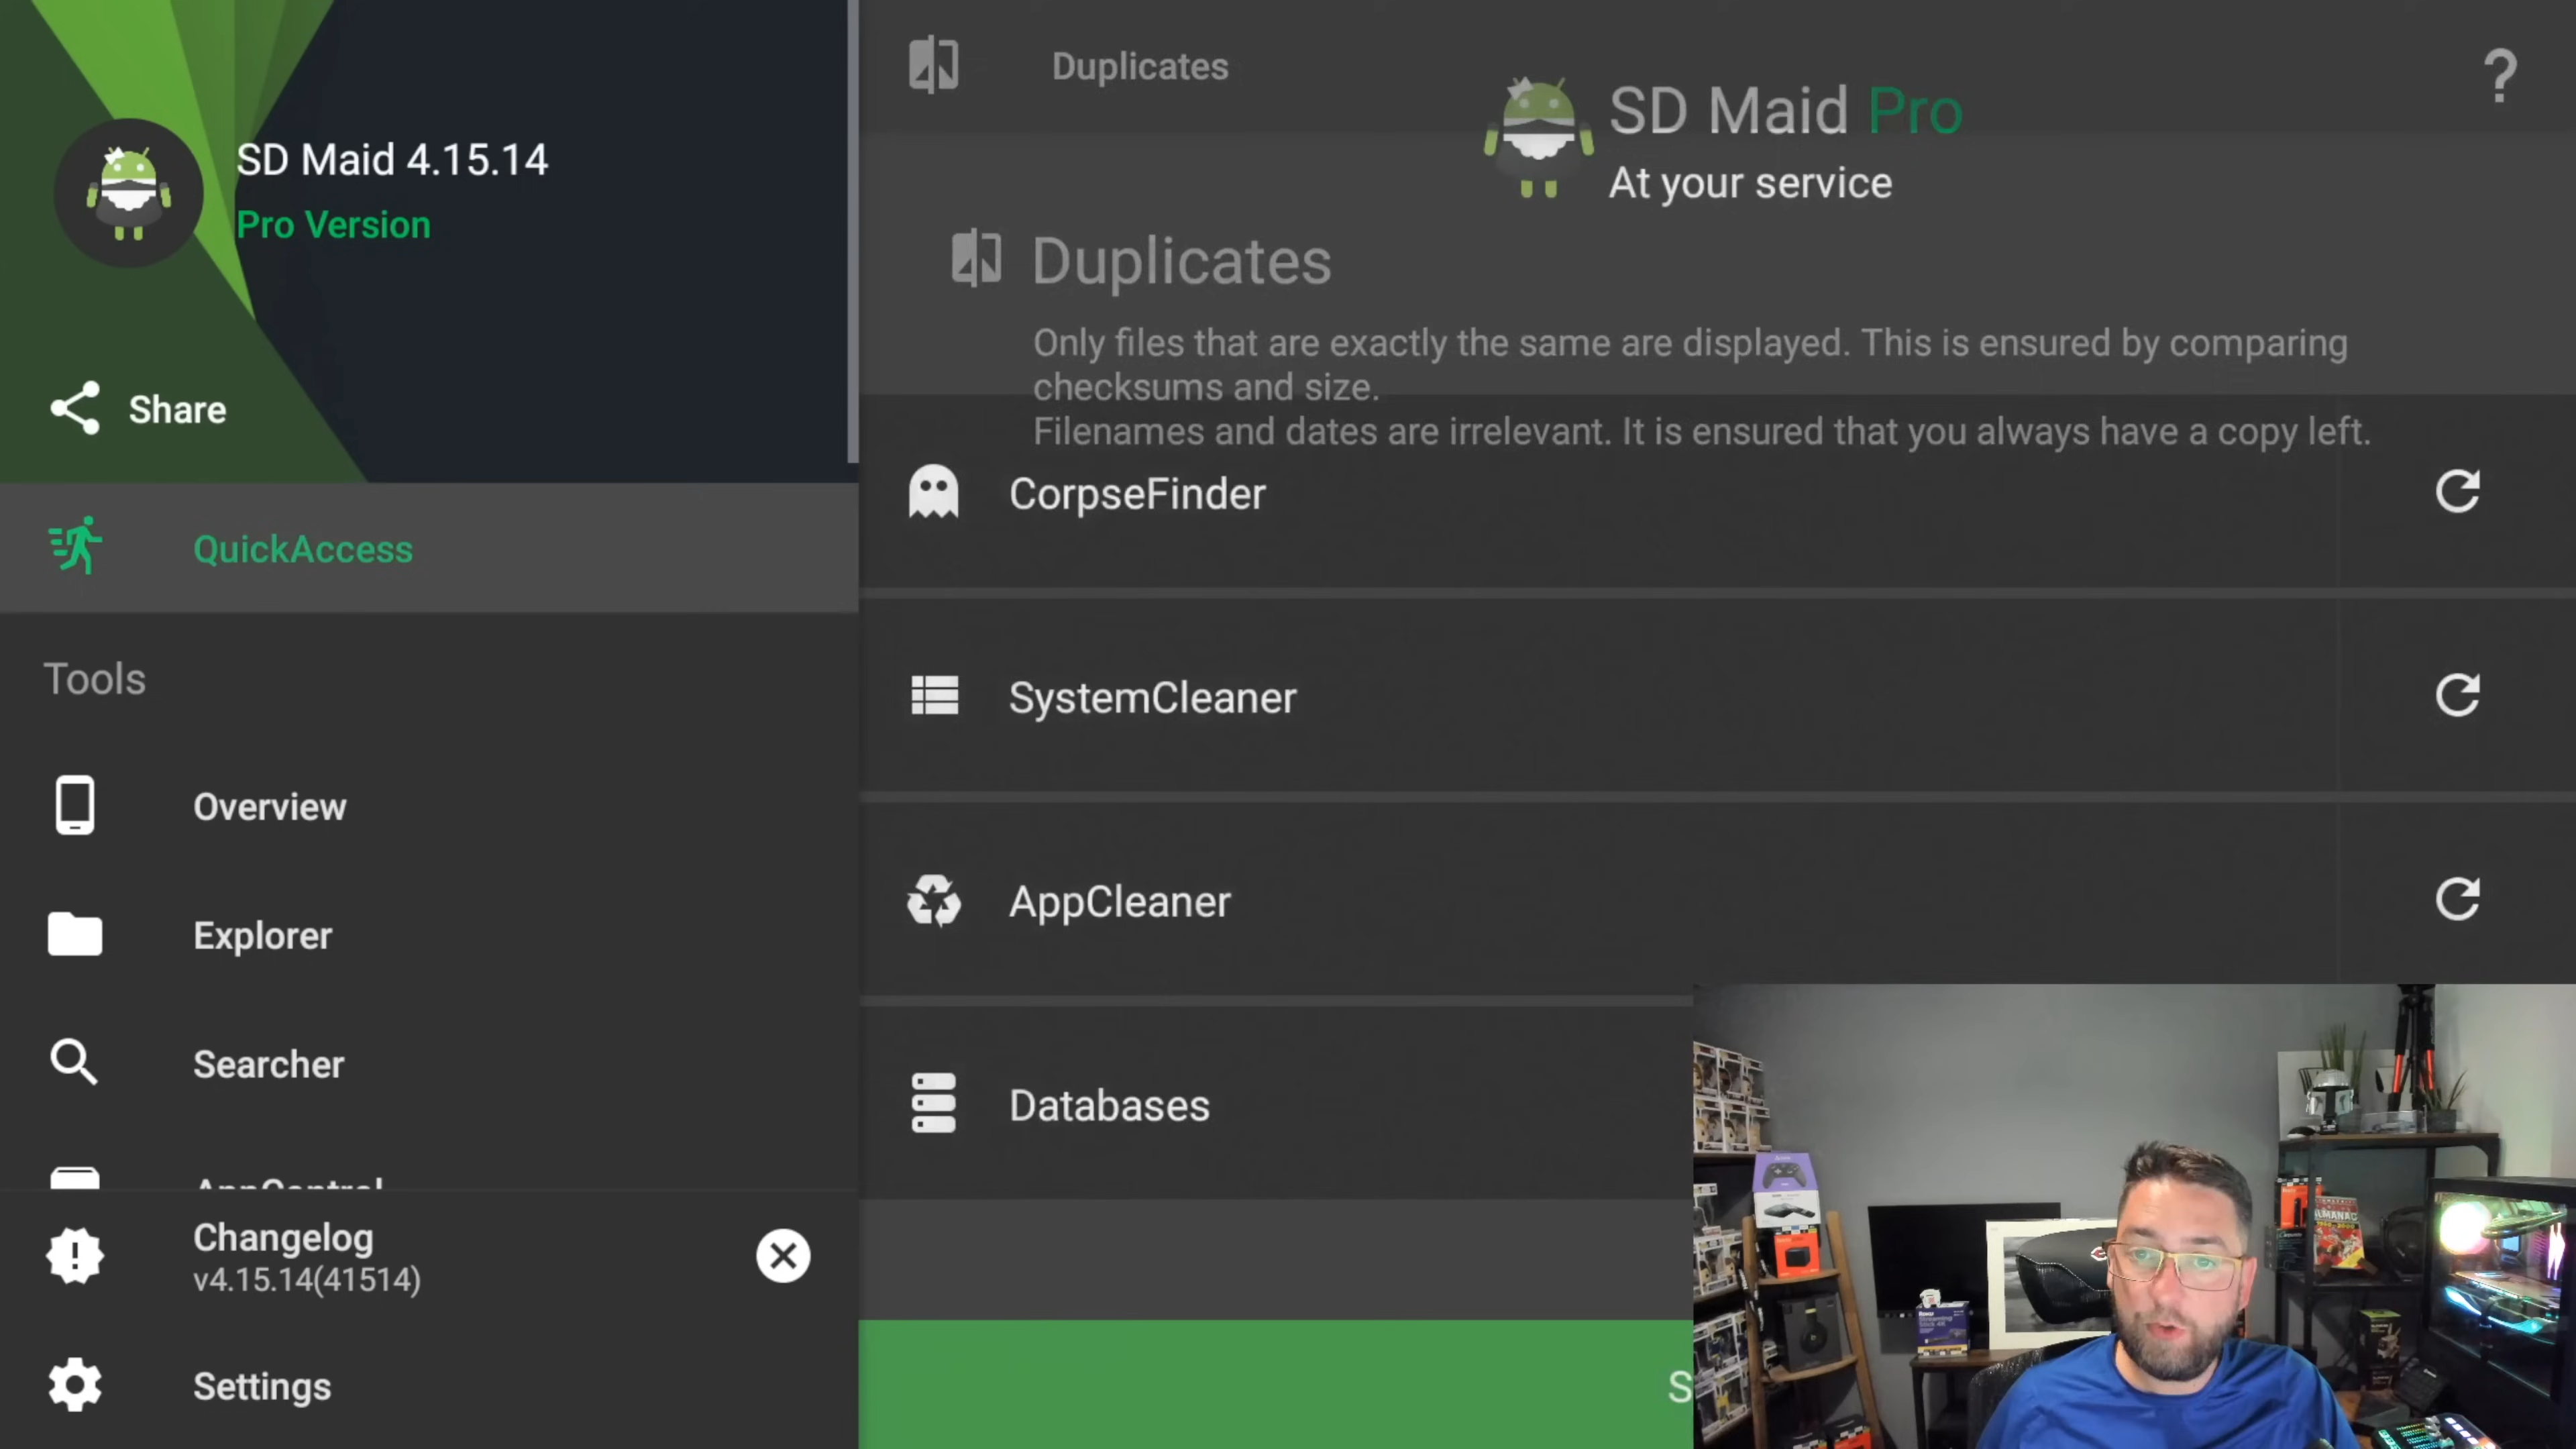 SD Maid 4.15.14
Pro Version
Share
QuickAccess
Tools
Overview
Explorer
Searcher
AppControl
Changelog
v4.15.14(41514)
Settings
Duplicates
?
SD Maid Pro
At your service
Duplicates
Only files that are exactly the same are displayed. This is ensured by comparing
checksums and size.
Filenames and dates are irrelevant. It is ensured that you always have a copy left.
CorpseFinder
SystemCleaner
AppCleaner
Databases
S
ALMANAC
Roku